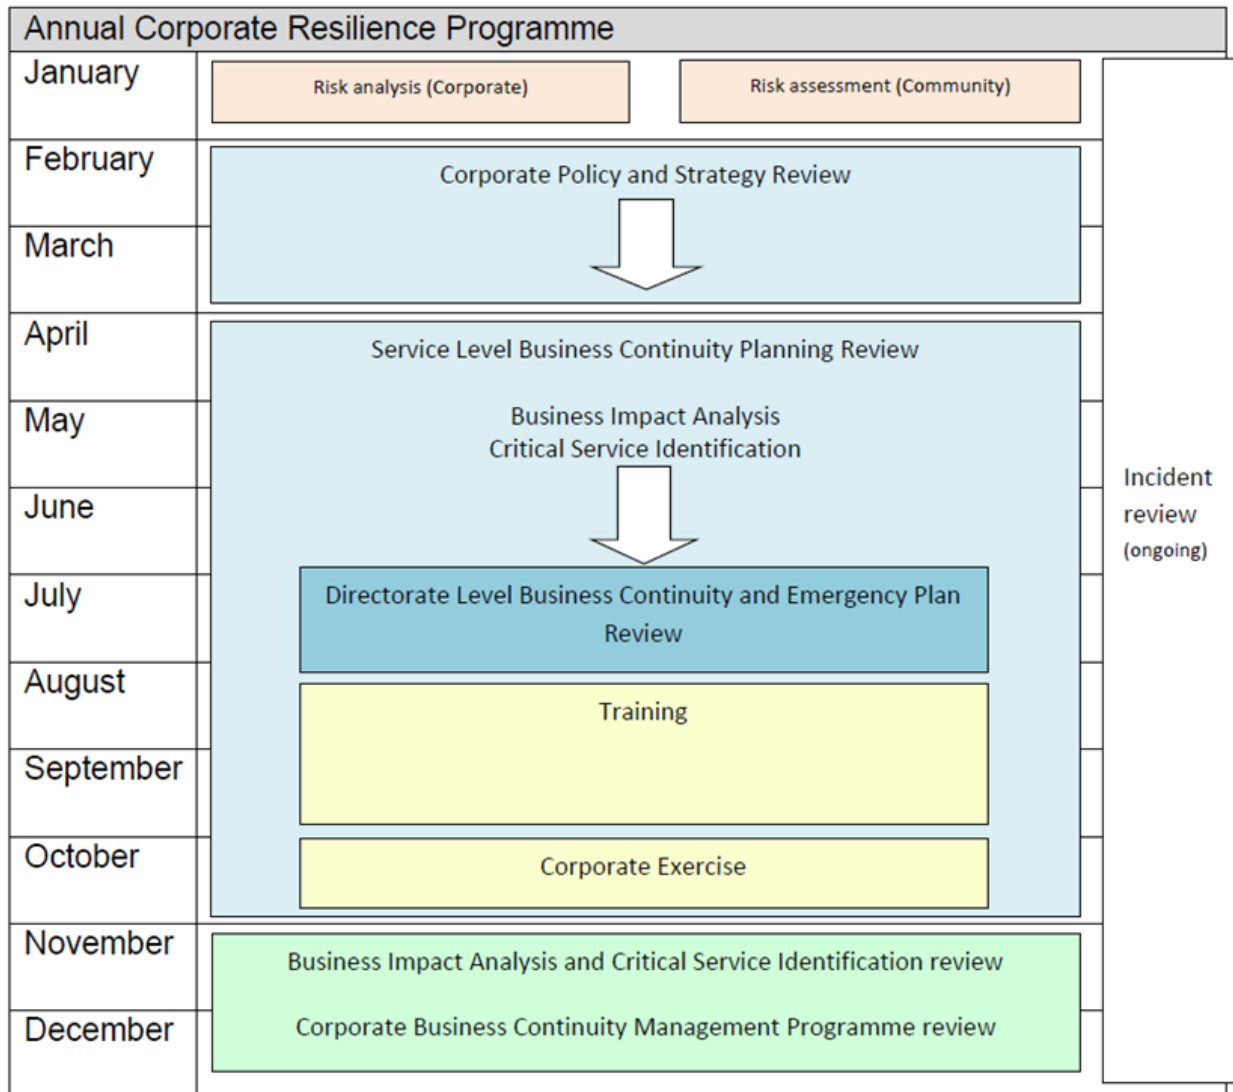 Annual Corporate Resilience Programme
January
Risk analysis (Corporate)
Risk assessment (Community)
February
Corporate Policy and Strategy Review
March
April
Service Level Business Continuity Planning Review
May
Business Impact Analysis
Critical Service Identification
June
July
Directorate Level Business Continuity and Emergency Plan
Review
August
Training
September
October
Corporate Exercise
November
Business Impact Analysis and Critical Service Identification review
December
Corporate Business Continuity Management Programme review
Incident
review
(ongoing)